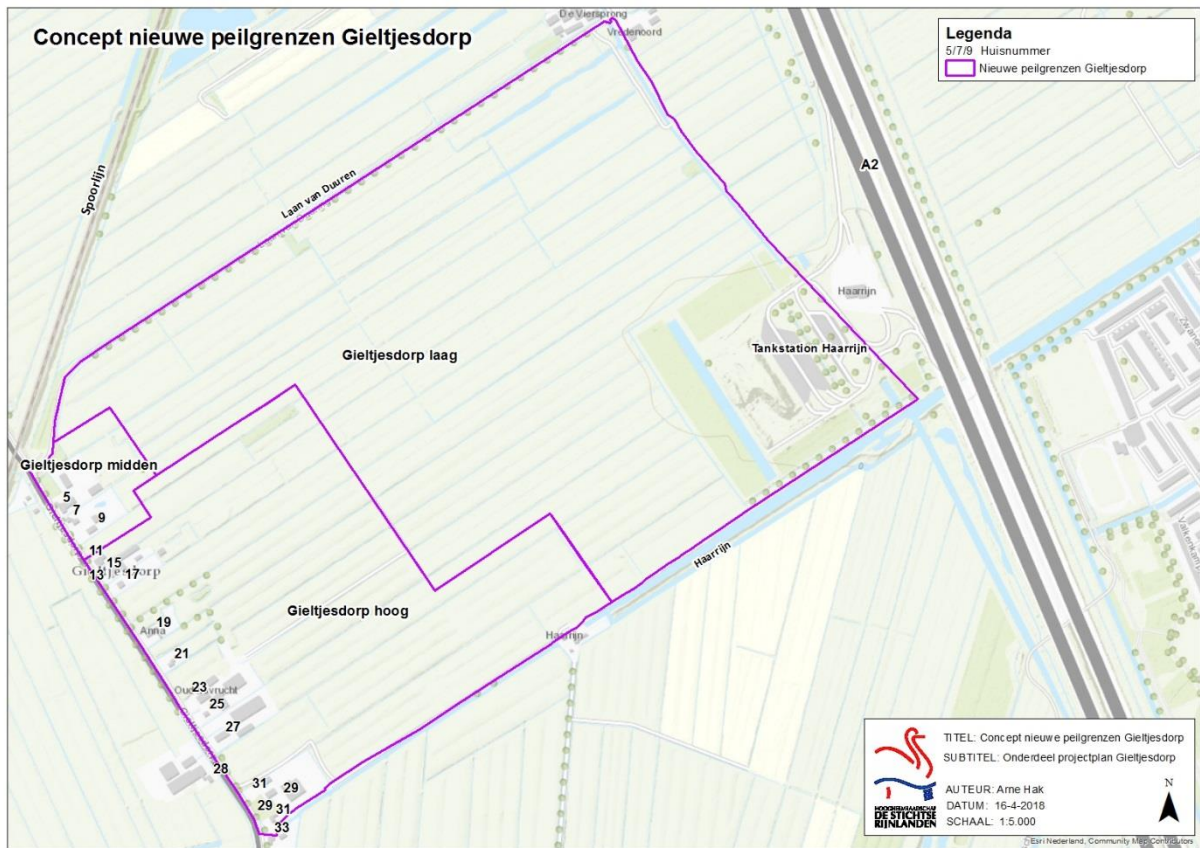 Concept nieuwe peilgrenzen Gieltjesdorp
De Viersprong
Vredenoord
Legenda
5/7/9 Huisnummer
Nieuwe peilgrenzen Gieltjesdorp
A2
Spoorlijn
Laan van Duuren
Haarrijn
Tankstation Haarrijn
Gieltjesdorp laag
Gieltjesdorp midden
5
7
9
11
15
Gieltjesdorp
13
17
Haarrijn
Gieltjesdorp hoog
Haarrijn
19
Anna
21
23
25
27
28
31
29
29
31
33
TITEL: Concept nieuwe peilgrenzen Gieltjesdorp
SUBTITEL: Onderdeel projectplan Gieltjesdorp
AUTEUR: Arne Hak
DATUM: 16-4-2018
SCHAAL: 1:5.000
N
HOOGHEEMRAADSCHAP
DE STICHTSE
RIJNLANDEN
Esri Nederland, Community Map Contributors